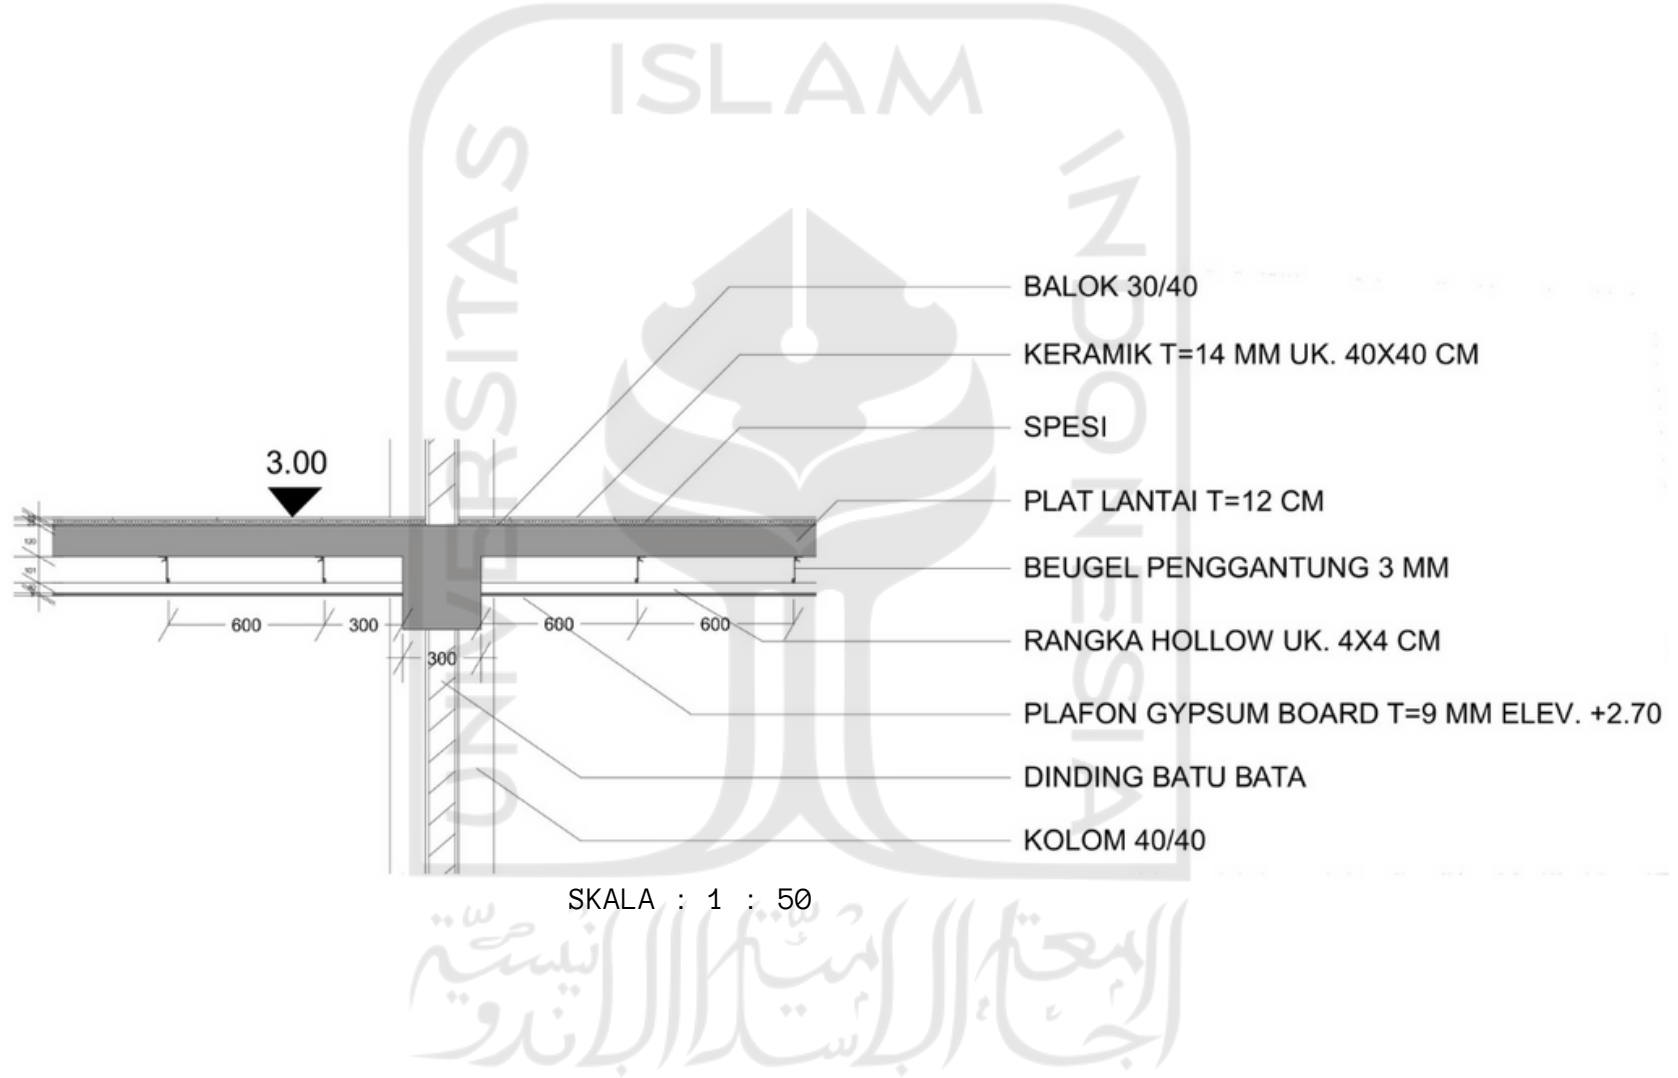 ISLAM
UNIVERSITAS
INDONESIA
BALOK 30/40
KERAMIK T=14 MM UK. 40X40 CM
SPESI
3.00
PLAT LANTAI T=12 CM
120
BEUGEL PENGGANTUNG 3 MM
101
600
300
600
600
RANGKA HOLLOW UK. 4X4 CM
300
PLAFON GYPSUM BOARD T=9 MM ELEV. +2.70
DINDING BATU BATA
KOLOM 40/40
SKALA : 1 : 50